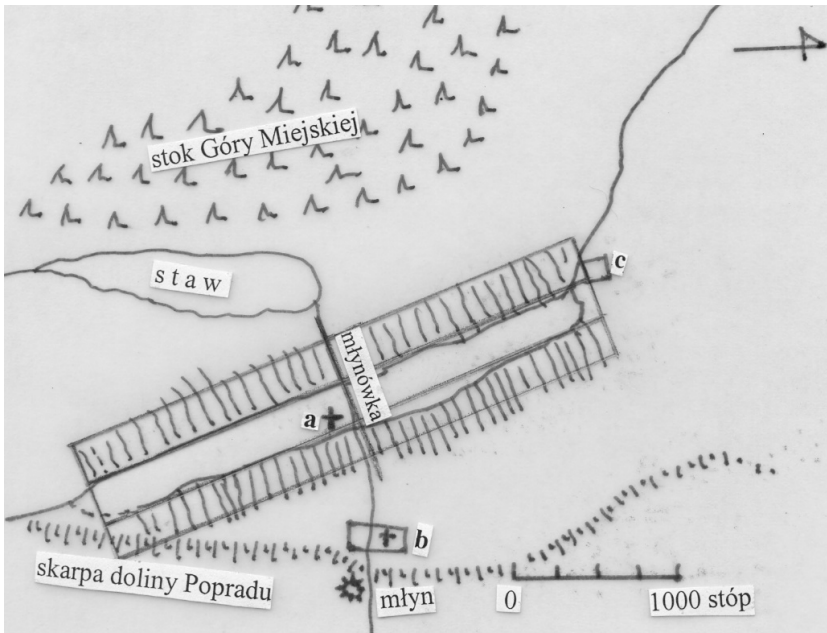 stok Góry Miejskiej
c
staw
młynówka
a
b
skarpa doliny Popradu
młyn
0
1000 stóp